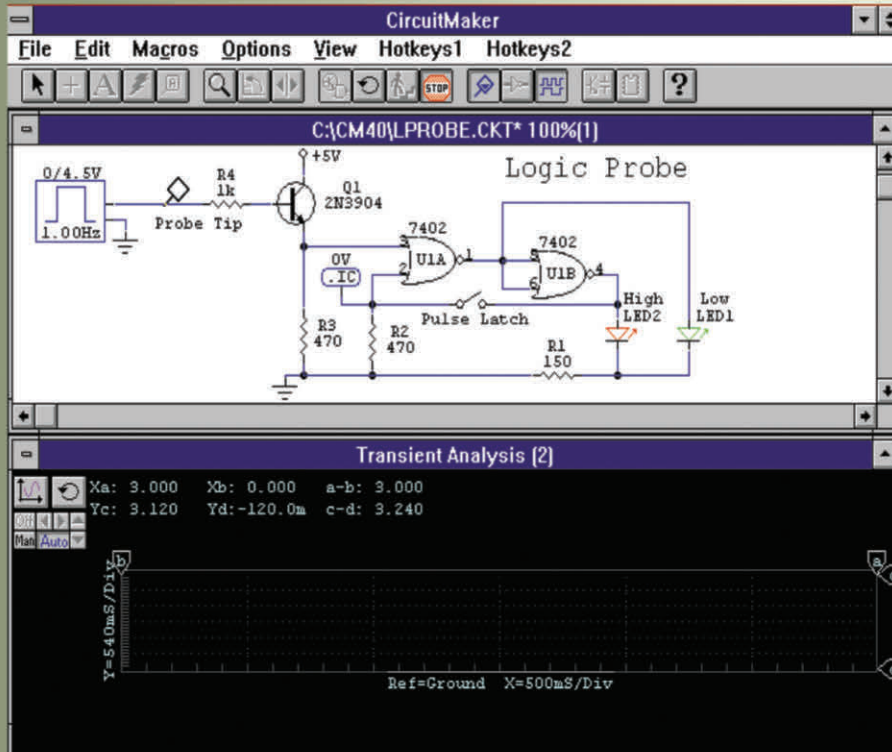 CircuitMaker
File Edit Macros Options View Hotkeys1 Hotkeys2
A STOP ?
C:\CM40\LPROBE.CKT* 100%(1)
+5V
Logic Probe
0/4.5V
R4
1k
Q1
2N3904
1.00Hz
Probe Tip
7402
3
2
U1A
1
7402
5
6
U1B
4
0V
.IC
High
LED2
Low
LED1
Pulse Latch
R3
470
R2
470
R1
150
Transient Analysis (2)
Xa: 3.000 Xb: 0.000 a-b: 3.000
Yc: 3.120 Yd:-120.0m c-d: 3.240
Off
Man Auto
b
a
Y=540mS/Div
Ref=Ground X=500mS/Div